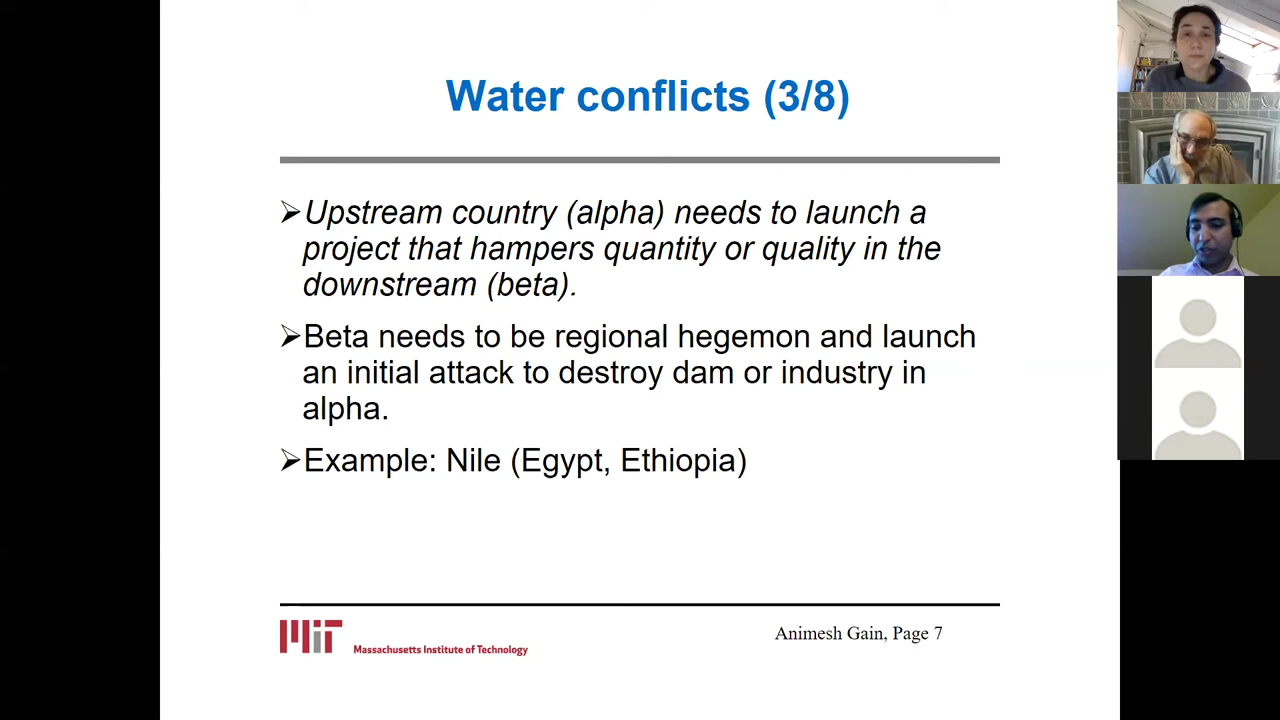 Water conflicts (3/8)
➢Upstream country (alpha) needs to launch a
project that hampers quantity or quality in the
downstream (beta).
➢Beta needs to be regional hegemon and launch
an initial attack to destroy dam or industry in
alpha.
➢Example: Nile (Egypt, Ethiopia)
MIT
Massachusetts Institute of Technology
Animesh Gain, Page 7